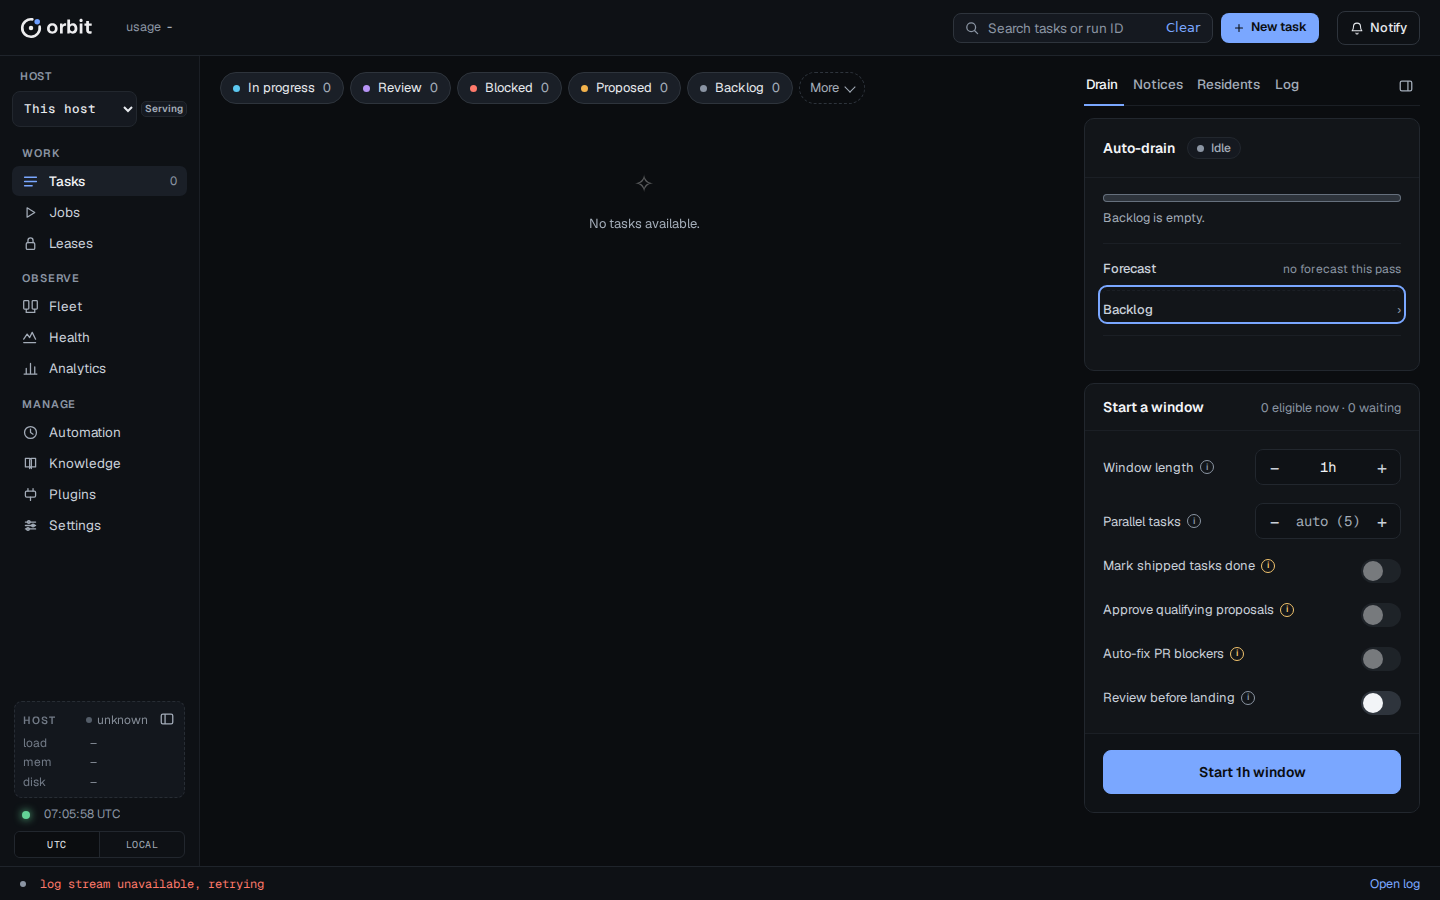 orbit
usage –
Search tasks or run ID
Clear
+ New task
Notify
HOST
This host
Serving
WORK
Tasks 0
Jobs
Leases
OBSERVE
Fleet
Health
Analytics
MANAGE
Automation
Knowledge
Plugins
Settings
HOST unknown
load –
mem –
disk –
07:05:58 UTC
UTC LOCAL
In progress 0
Review 0
Blocked 0
Proposed 0
Backlog 0
More
No tasks available.
Drain Notices Residents Log
Auto-drain Idle
Backlog is empty.
Forecast no forecast this pass
Backlog ›
Start a window 0 eligible now · 0 waiting
Window length − 1h +
Parallel tasks − auto (5) +
Mark shipped tasks done
Approve qualifying proposals
Auto-fix PR blockers
Review before landing
Start 1h window
log stream unavailable, retrying
Open log